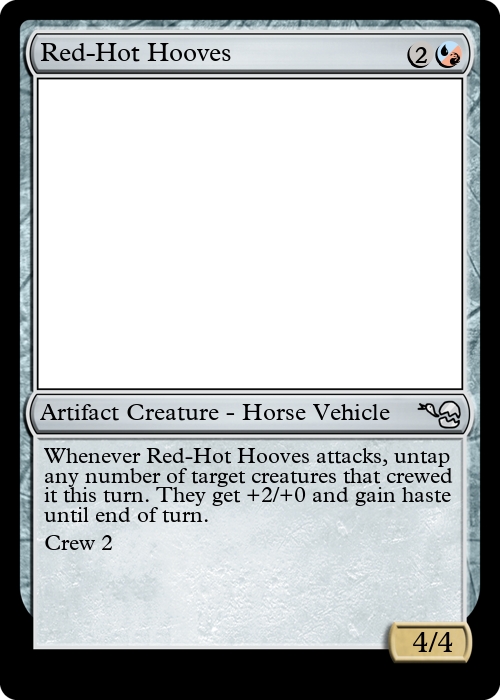 Red-Hot Hooves 2
Artifact Creature - Horse Vehicle
Whenever Red-Hot Hooves attacks, untap
any number of target creatures that crewed
it this turn. They get +2/+0 and gain haste
until end of turn.
Crew 2
4/4